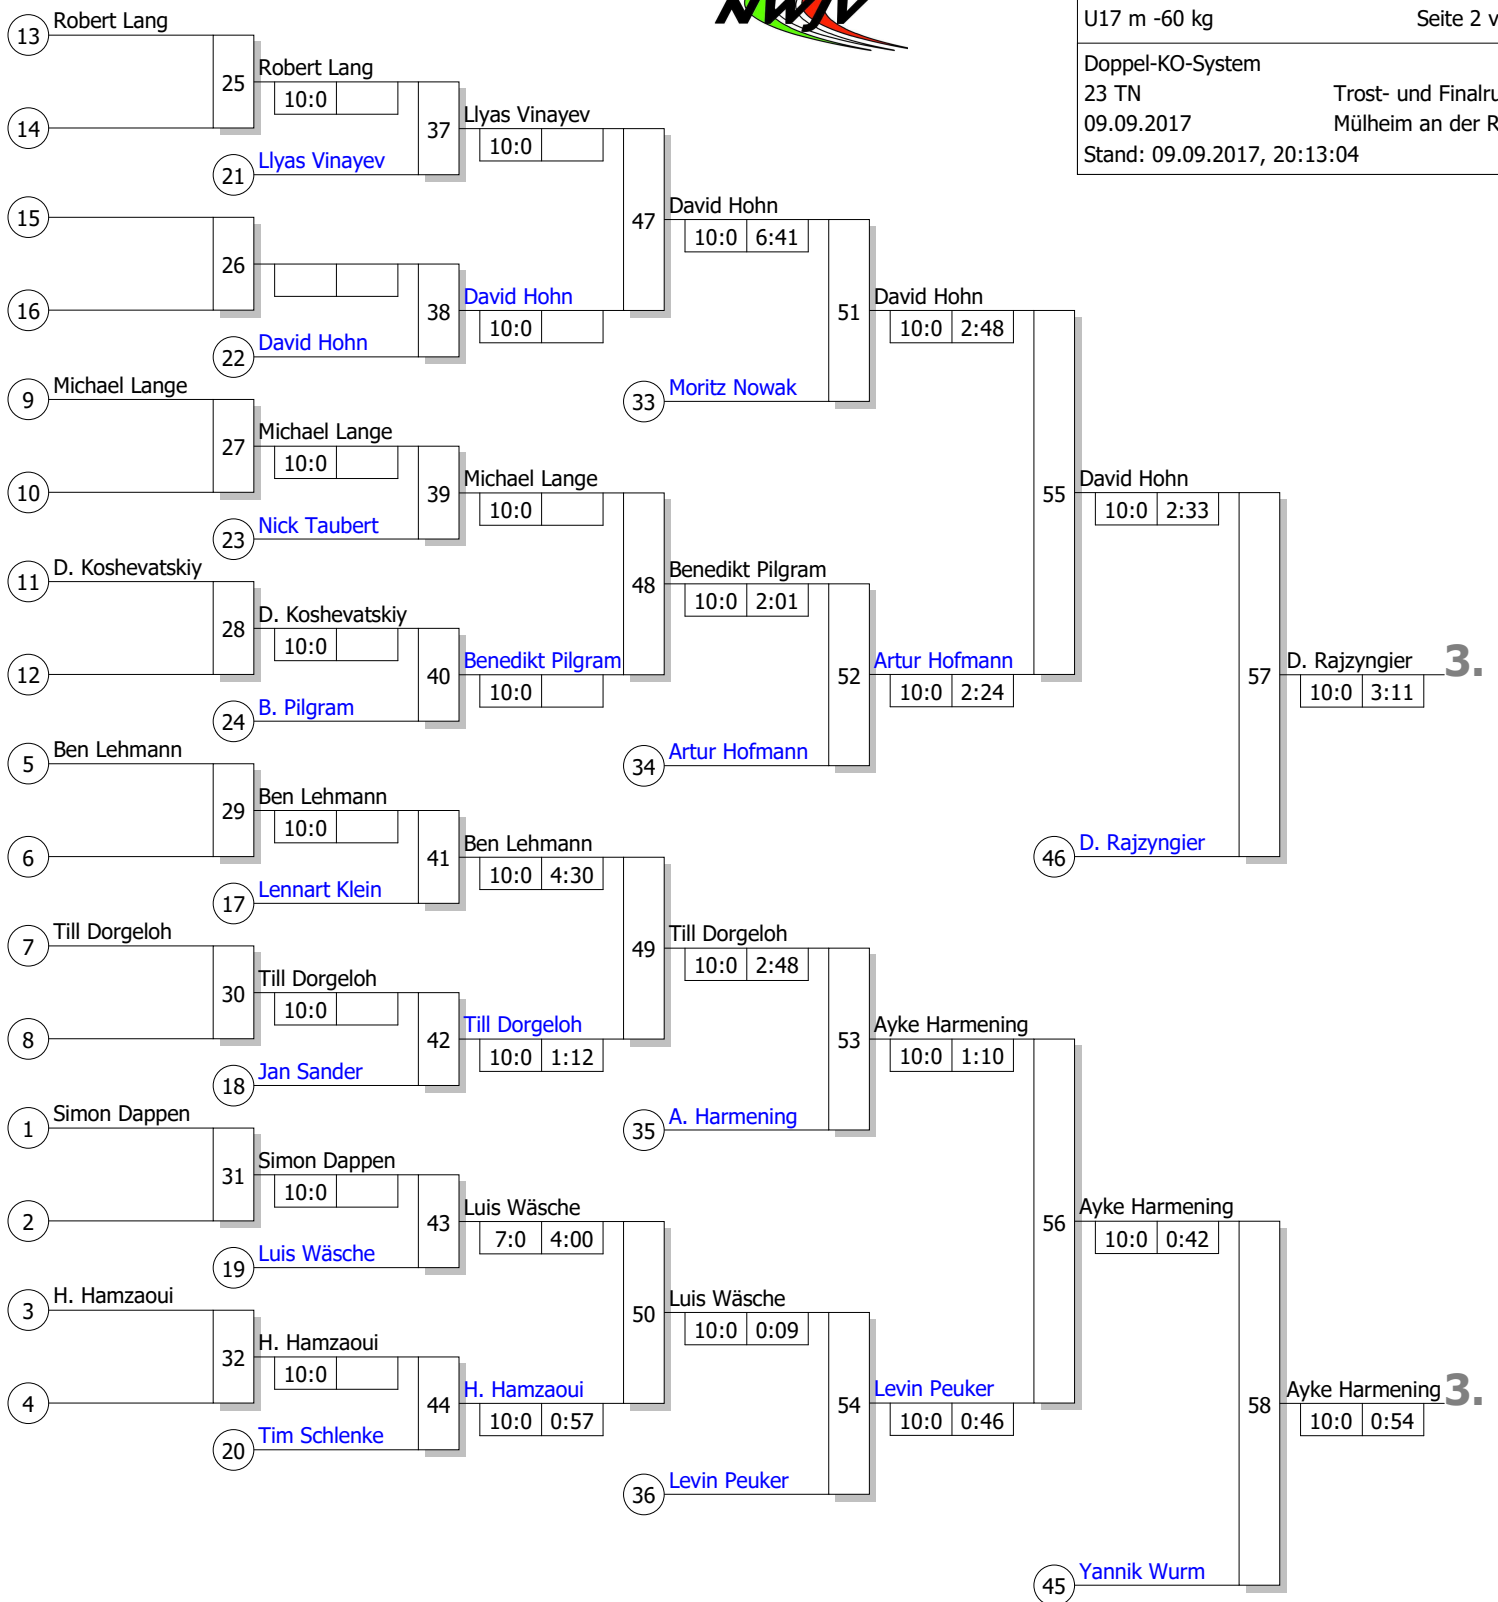 NWJV
U17 m -60 kg Seite 2 v
Doppel-KO-System
23 TN Trost- und Finalru
09.09.2017 Mülheim an der R
Stand: 09.09.2017, 20:13:04
13 Robert Lang
14
25 Robert Lang
10:0
21 Llyas Vinayev
37 Llyas Vinayev
10:0
15
16
26
22 David Hohn
38 David Hohn
10:0
47 David Hohn
10:0 6:41
33 Moritz Nowak
51 David Hohn
10:0 2:48
9 Michael Lange
10
27 Michael Lange
10:0
23 Nick Taubert
39 Michael Lange
10:0
11 D. Koshevatskiy
12
28 D. Koshevatskiy
10:0
24 B. Pilgram
40 Benedikt Pilgram
10:0
48 Benedikt Pilgram
10:0 2:01
34 Artur Hofmann
52 Artur Hofmann
10:0 2:24
55 David Hohn
10:0 2:33
46 D. Rajzyngier
57 D. Rajzyngier 3.
10:0 3:11
5 Ben Lehmann
6
29 Ben Lehmann
10:0
17 Lennart Klein
41 Ben Lehmann
10:0 4:30
7 Till Dorgeloh
8
30 Till Dorgeloh
10:0
18 Jan Sander
42 Till Dorgeloh
10:0 1:12
49 Till Dorgeloh
10:0 2:48
35 A. Harmening
53 Ayke Harmening
10:0 1:10
1 Simon Dappen
2
31 Simon Dappen
10:0
19 Luis Wäsche
43 Luis Wäsche
7:0 4:00
3 H. Hamzaoui
4
32 H. Hamzaoui
10:0
20 Tim Schlenke
44 H. Hamzaoui
10:0 0:57
50 Luis Wäsche
10:0 0:09
36 Levin Peuker
54 Levin Peuker
10:0 0:46
56 Ayke Harmening
10:0 0:42
45 Yannik Wurm
58 Ayke Harmening 3.
10:0 0:54